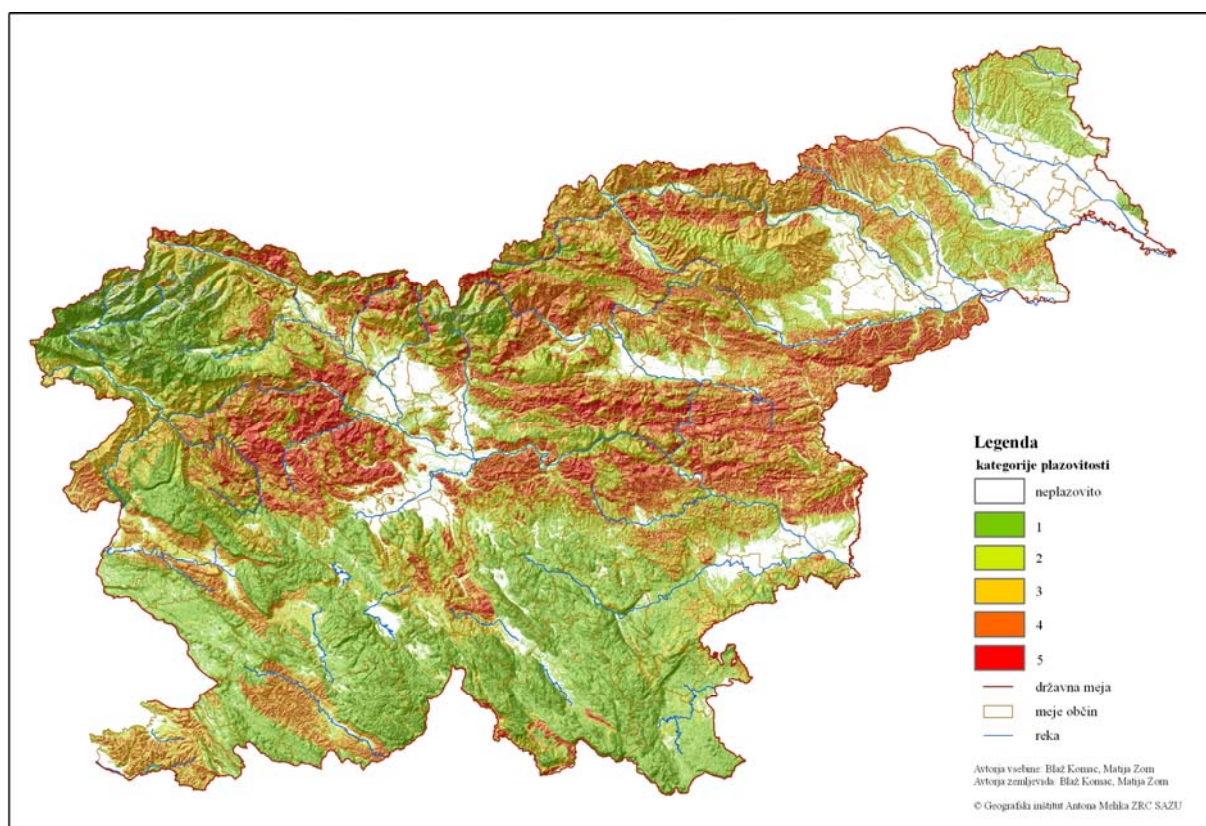 Legenda
kategorije plazovitosti
neplazovito
1
2
3
4
5
državna meja
meje občin
reka
Avtorja vsebine: Blaž Komac, Matija Zorn
Avtorja zemljevida: Blaž Komac, Matija Zorn
© Geografski inštitut Antona Melika ZRC SAZU